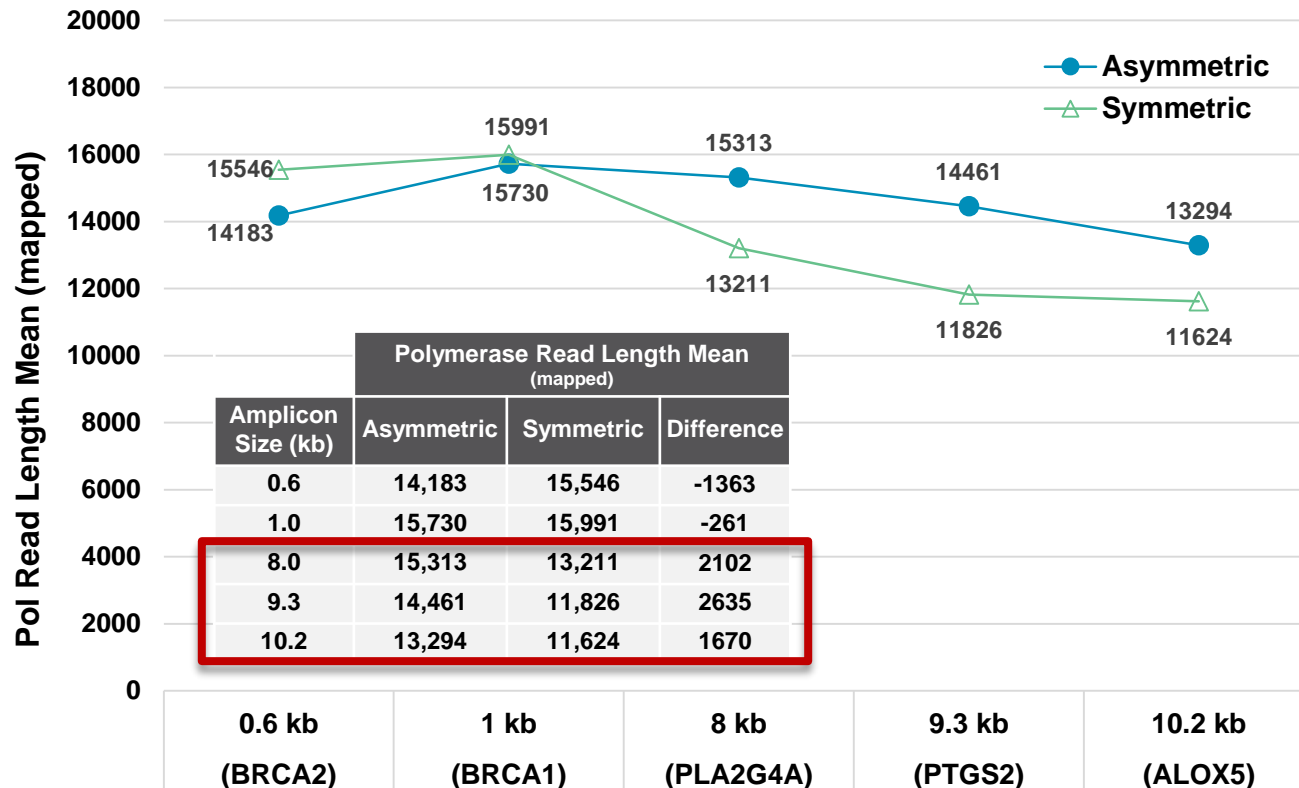 20000
18000
16000
14000
12000
10000
8000
6000
4000
2000
0
Pol Read Length Mean (mapped)
Asymmetric
Symmetric
15546
14183
15991
15730
15313
13211
14461
11826
13294
11624
Polymerase Read Length Mean
(mapped)
Amplicon Size (kb) Asymmetric Symmetric Difference
0.6 14,183 15,546 -1363
1.0 15,730 15,991 -261
8.0 15,313 13,211 2102
9.3 14,461 11,826 2635
10.2 13,294 11,624 1670
0.6 kb 1 kb 8 kb 9.3 kb 10.2 kb
(BRCA2) (BRCA1) (PLA2G4A) (PTGS2) (ALOX5)